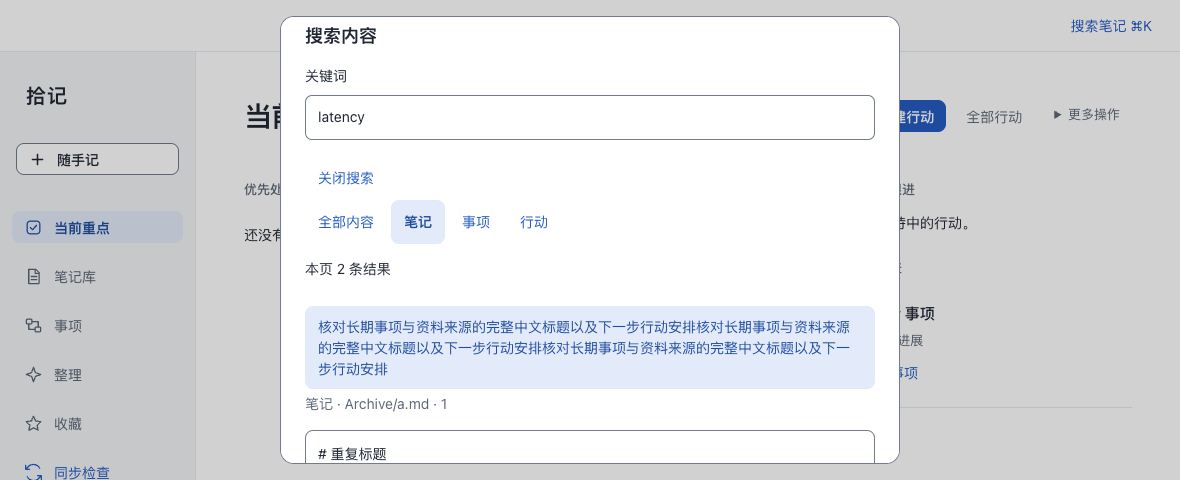 搜索笔记 ⌘K
拾记
随手记
当前重点
笔记库
事项
整理
收藏
同步检查
当
优先处
还没
搜索内容
关键词
latency
关闭搜索
全部内容 笔记 事项 行动
本页 2 条结果
核对长期事项与资料来源的完整中文标题以及下一步行动安排核对长期事项与资料来源
的完整中文标题以及下一步行动安排核对长期事项与资料来源的完整中文标题以及下一
步行动安排
笔记 · Archive/a.md · 1
# 重复标题
行动 全部行动 ▶ 更多操作
进
中的行动。
事项
进展
事项